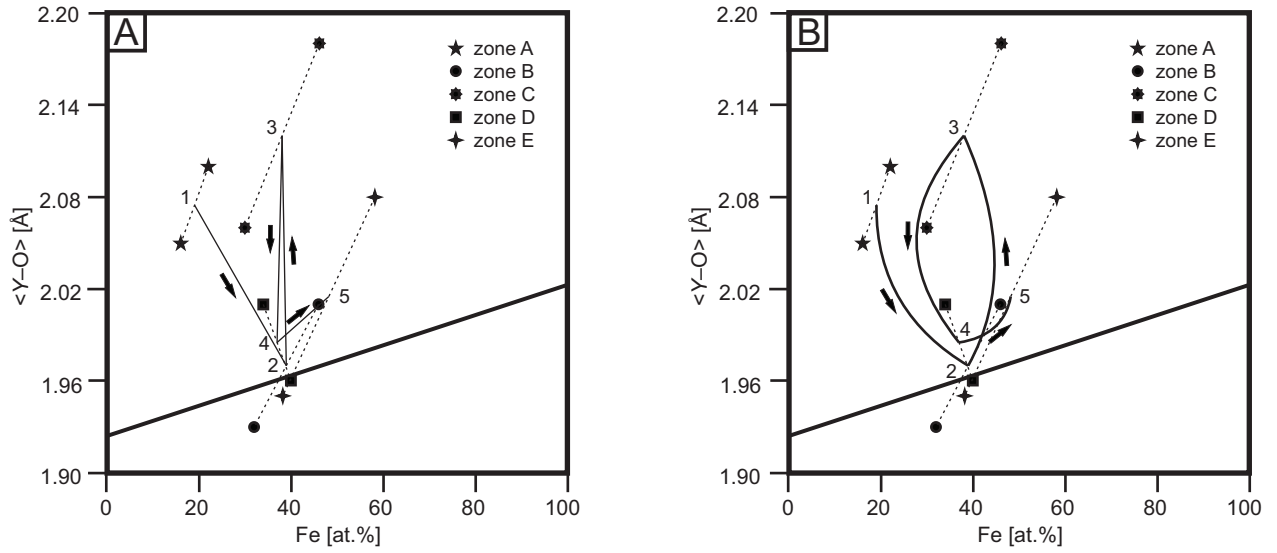 A
2.20
2.14
2.08
2.02
1.96
1.90
<Y–O> [Å]
0
20
40
60
80
100
Fe [at.%]
zone A
zone B
zone C
zone D
zone E
1
2
3
4
5
B
2.20
2.14
2.08
2.02
1.96
1.90
<Y–O> [Å]
0
20
40
60
80
100
Fe [at.%]
zone A
zone B
zone C
zone D
zone E
1
2
3
4
5